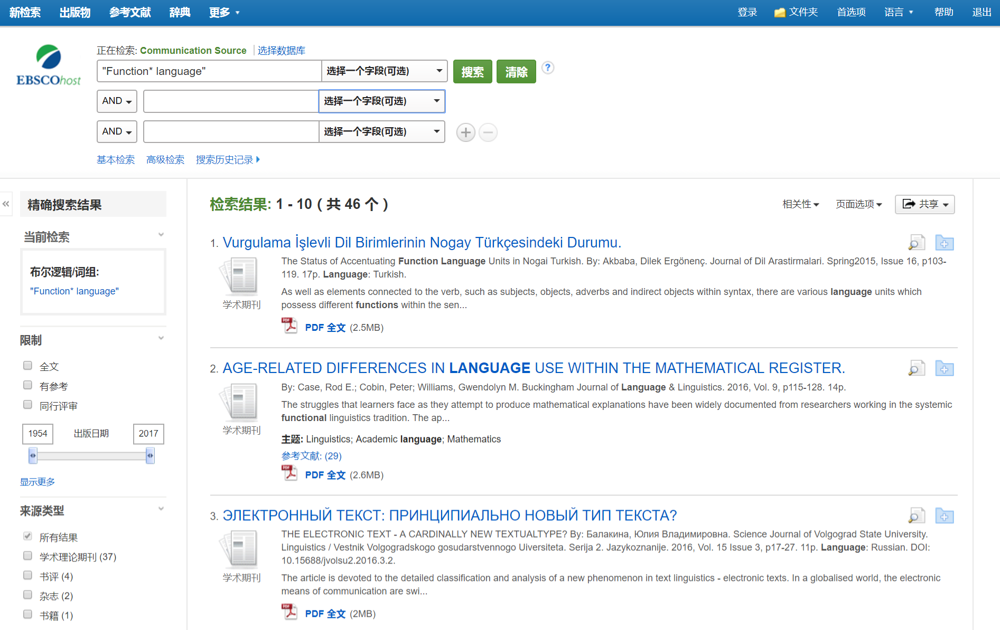 新检索 出版物 参考文献 辞典 更多 登录 文件夹 首选项 语言 帮助 退出
正在检索: Communication Source 选择数据库
EBSCOhost
"Function* language" 选择一个字段(可选) 搜索 清除 ?
AND 选择一个字段(可选)
AND 选择一个字段(可选)
基本检索 高级检索 搜索历史记录
«
精确搜索结果
当前检索
布尔逻辑/词组:
"Function* language"
限制
全文
有参考
同行评审
1954 出版日期 2017
显示更多
来源类型
所有结果
学术理论期刊 (37)
书评 (4)
杂志 (2)
书籍 (1)
检索结果: 1 - 10 ( 共 46 个 ) 相关性 页面选项 共享
1. Vurgulama İşlevli Dil Birimlerinin Nogay Türkçesindeki Durumu.
The Status of Accentuating Function Language Units in Nogai Turkish. By: Akbaba, Dilek Ergönenç. Journal of Dil Arastirmalari. Spring2015, Issue 16, p103-
119. 17p. Language: Turkish.
As well as elements connected to the verb, such as subjects, objects, adverbs and indirect objects within syntax, there are various language units which
possess different functions within the sen...
学术期刊
PDF 全文 (2.5MB)
2. AGE-RELATED DIFFERENCES IN LANGUAGE USE WITHIN THE MATHEMATICAL REGISTER.
By: Case, Rod E.; Cobin, Peter; Williams, Gwendolyn M. Buckingham Journal of Language & Linguistics. 2016, Vol. 9, p115-128. 14p.
The struggles that learners face as they attempt to produce mathematical explanations have been widely documented from researchers working in the systemic
functional linguistics tradition. The ap...
学术期刊
主题: Linguistics; Academic language; Mathematics
参考文献: (29)
PDF 全文 (2.6MB)
3. ЭЛЕКТРОННЫЙ ТЕКСТ: ПРИНЦИПИАЛЬНО НОВЫЙ ТИП ТЕКСТА?
THE ELECTRONIC TEXT - A CARDINALLY NEW TEXTUALTYPE? By: Балакина, Юлия Владимировна. Science Journal of Volgograd State University.
Linguistics / Vestnik Volgogradskogo gosudarstvennogo Uiversiteta. Serija 2. Jazykoznanije. 2016, Vol. 15 Issue 3, p17-27. 11p. Language: Russian. DOI:
10.15688/jvolsu2.2016.3.2.
学术期刊
The article is devoted to the detailed classification and analysis of a new phenomenon in text linguistics - electronic texts. In a globalised world, the electronic
means of communication are swi...
PDF 全文 (2MB)